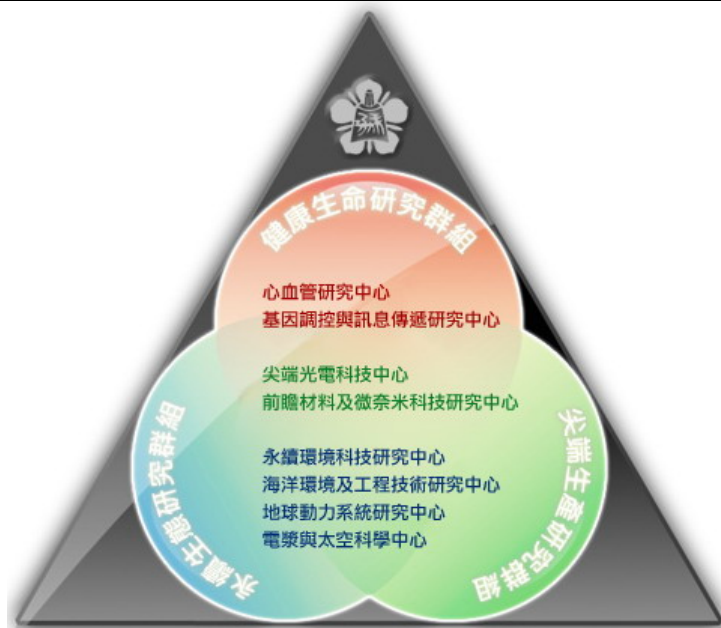 健康生命研究群組
心血管研究中心
基因調控與訊息傳遞研究中心
尖端光電科技中心
前瞻材料及微奈米科技研究中心
永續環境科技研究中心
海洋環境及工程技術研究中心
地球動力系統研究中心
電漿與太空科學中心
永續生態研究群組
尖端生產研究群組